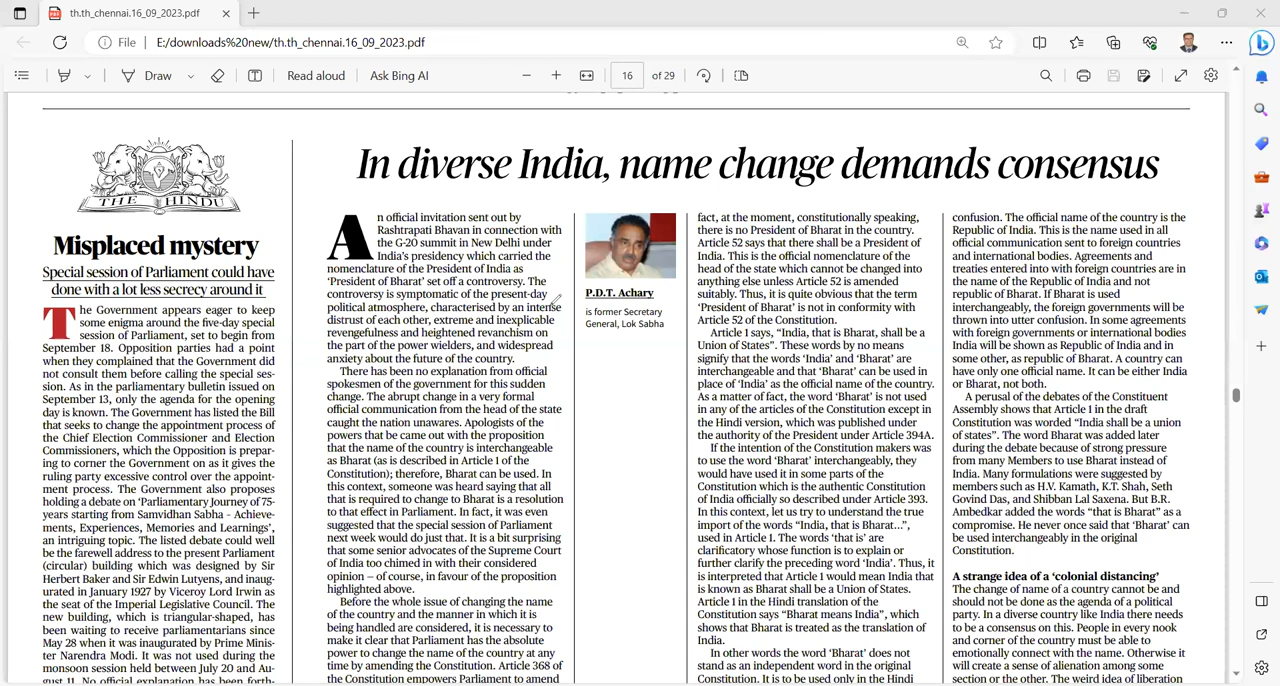 th.th_chennai.16_09_2023.pdf
File
E:/downloads%20new/th.th_chennai.16_09_2023.pdf
Draw
Read aloud
Ask Bing AI
16
of 29
THE HINDU
Misplaced mystery
Special session of Parliament could have
done with a lot less secrecy around it
The Government appears eager to keep
some enigma around the five-day special
session of Parliament, set to begin from
September 18. Opposition parties had a point
when they complained that the Government did
not consult them before calling the special ses-
sion. As in the parliamentary bulletin issued on
September 13, only the agenda for the opening
day is known. The Government has listed the Bill
that seeks to change the appointment process of
the Chief Election Commissioner and Election
Commissioners, which the Opposition is prepar-
ing to corner the Government on as it gives the
ruling party excessive control over the appoint-
ment process. The Government also proposes
holding a debate on ‘Parliamentary Journey of 75-
years starting from Samvidhan Sabha – Achieve-
ments, Experiences, Memories and Learnings’,
an intriguing topic. The listed debate could well
be the farewell address to the present Parliament
(circular) building which was designed by Sir
Herbert Baker and Sir Edwin Lutyens, and inaug-
urated in January 1927 by Viceroy Lord Irwin as
the seat of the Imperial Legislative Council. The
new building, which is triangular-shaped, has
been waiting to receive parliamentarians since
May 28 when it was inaugurated by Prime Minis-
ter Narendra Modi. It was not used during the
monsoon session held between July 20 and Au-
gust 11. No official explanation has been forth-
In diverse India, name change demands consensus
An official invitation sent out by
Rashtrapati Bhavan in connection with
the G-20 summit in New Delhi under
India’s presidency which carried the
nomenclature of the President of India as
‘President of Bharat’ set off a controversy. The
controversy is symptomatic of the present-day
political atmosphere, characterised by an intense
distrust of each other, extreme and inexplicable
revengefulness and heightened revanchism on
the part of the power wielders, and widespread
anxiety about the future of the country.
There has been no explanation from official
spokesmen of the government for this sudden
change. The abrupt change in a very formal
official communication from the head of the state
caught the nation unawares. Apologists of the
powers that be came out with the proposition
that the name of the country is interchangeable
as Bharat (as is described in Article 1 of the
Constitution); therefore, Bharat can be used. In
this context, someone was heard saying that all
that is required to change to Bharat is a resolution
to that effect in Parliament. In fact, it was even
suggested that the special session of Parliament
next week would do just that. It is a bit surprising
that some senior advocates of the Supreme Court
of India too chimed in with their considered
opinion – of course, in favour of the proposition
highlighted above.
Before the whole issue of changing the name
of the country and the manner in which it is
being handled are considered, it is necessary to
make it clear that Parliament has the absolute
power to change the name of the country at any
time by amending the Constitution. Article 368 of
the Constitution empowers Parliament to amend
P.D.T. Achary
is former Secretary
General, Lok Sabha
fact, at the moment, constitutionally speaking,
there is no President of Bharat in the country.
Article 52 says that there shall be a President of
India. This is the official nomenclature of the
head of the state which cannot be changed into
anything else unless Article 52 is amended
suitably. Thus, it is quite obvious that the term
‘President of Bharat’ is not in conformity with
Article 52 of the Constitution.
Article 1 says, “India, that is Bharat, shall be a
Union of States”. These words by no means
signify that the words ‘India’ and ‘Bharat’ are
interchangeable and that ‘Bharat’ can be used in
place of ‘India’ as the official name of the country.
As a matter of fact, the word ‘Bharat’ is not used
in any of the articles of the Constitution except in
the Hindi version, which was published under
the authority of the President under Article 394A.
If the intention of the Constitution makers was
to use the word ‘Bharat’ interchangeably, they
would have used it in some parts of the
Constitution which is the authentic Constitution
of India officially so described under Article 393.
In this context, let us try to understand the true
import of the words “India, that is Bharat...”,
used in Article 1. The words ‘that is’ are
clarificatory whose function is to explain or
further clarify the preceding word ‘India’. Thus, it
is interpreted that Article 1 would mean India that
is known as Bharat shall be a Union of States.
Article 1 in the Hindi translation of the
Constitution says “Bharat means India”, which
shows that Bharat is treated as the translation of
India.
In other words the word ‘Bharat’ does not
stand as an independent word in the original
Constitution. It is to be used only in the Hindi
confusion. The official name of the country is the
Republic of India. This is the name used in all
official communication sent to foreign countries
and international bodies. Agreements and
treaties entered into with foreign countries are in
the name of the Republic of India and not
republic of Bharat. If Bharat is used
interchangeably, the foreign governments will be
thrown into utter confusion. In some agreements
with foreign governments or international bodies
India will be shown as Republic of India and in
some other, as republic of Bharat. A country can
have only one official name. It can be either India
or Bharat, not both.
A perusal of the debates of the Constituent
Assembly shows that Article 1 in the draft
Constitution was worded “India shall be a union
of states”. The word Bharat was added later
during the debate because of strong pressure
from many Members to use Bharat instead of
India. Many formulations were suggested by
members such as H.V. Kamath, K.T. Shah, Seth
Govind Das, and Shibban Lal Saxena. But B.R.
Ambedkar added the words “that is Bharat” as a
compromise. He never once said that ‘Bharat’ can
be used interchangeably in the original
Constitution.
A strange idea of a ‘colonial distancing’
The change of name of a country cannot be and
should not be done as the agenda of a political
party. In a diverse country like India there needs
to be a consensus on this. People in every nook
and corner of the country must be able to
emotionally connect with the name. Otherwise it
will create a sense of alienation among some
section or the other. The weird idea of liberation